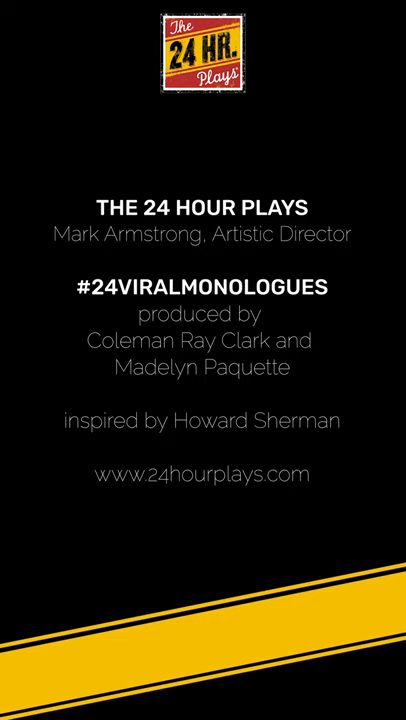 The
24 HR.
Plays
THE 24 HOUR PLAYS
Mark Armstrong, Artistic Director
#24VIRALMONOLOGUES
produced by
Coleman Ray Clark and
Madelyn Paquette
inspired by Howard Sherman
www.24hourplays.com